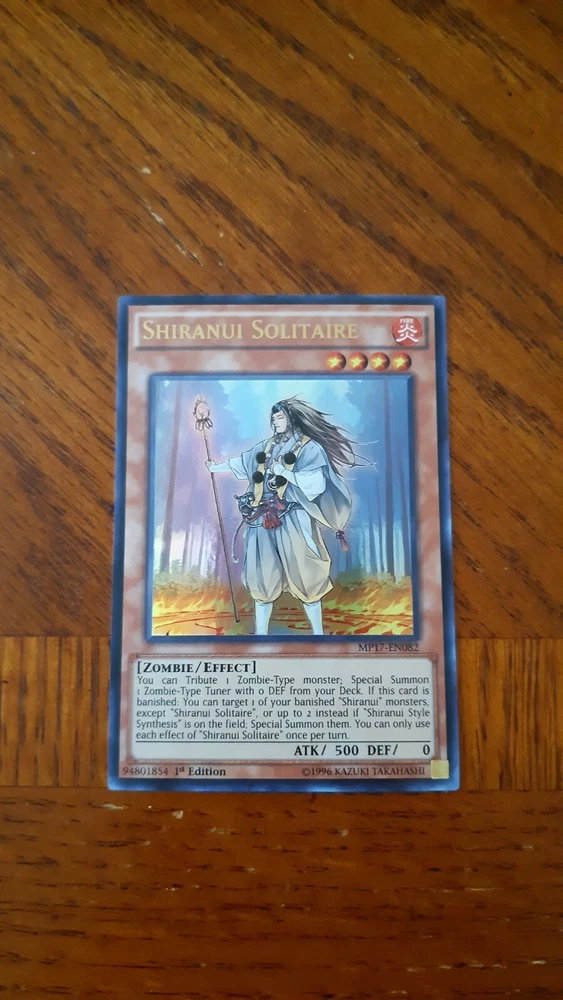 SHIRANUI SOLITAIRE
FIRE
炎
MP17-EN082
[ZOMBIE/EFFECT]
You can Tribute 1 Zombie-Type monster; Special Summon
1 Zombie-Type Tuner with 0 DEF from your Deck. If this card is
banished: You can target 1 of your banished "Shiranui" monsters,
except "Shiranui Solitaire", or up to 2 instead if "Shiranui Style
Synthesis" is on the field; Special Summon them. You can only use
each effect of "Shiranui Solitaire" once per turn.
ATK/ 500 DEF/ 0
94801854 1st Edition ©1996 KAZUKI TAKAHASHI